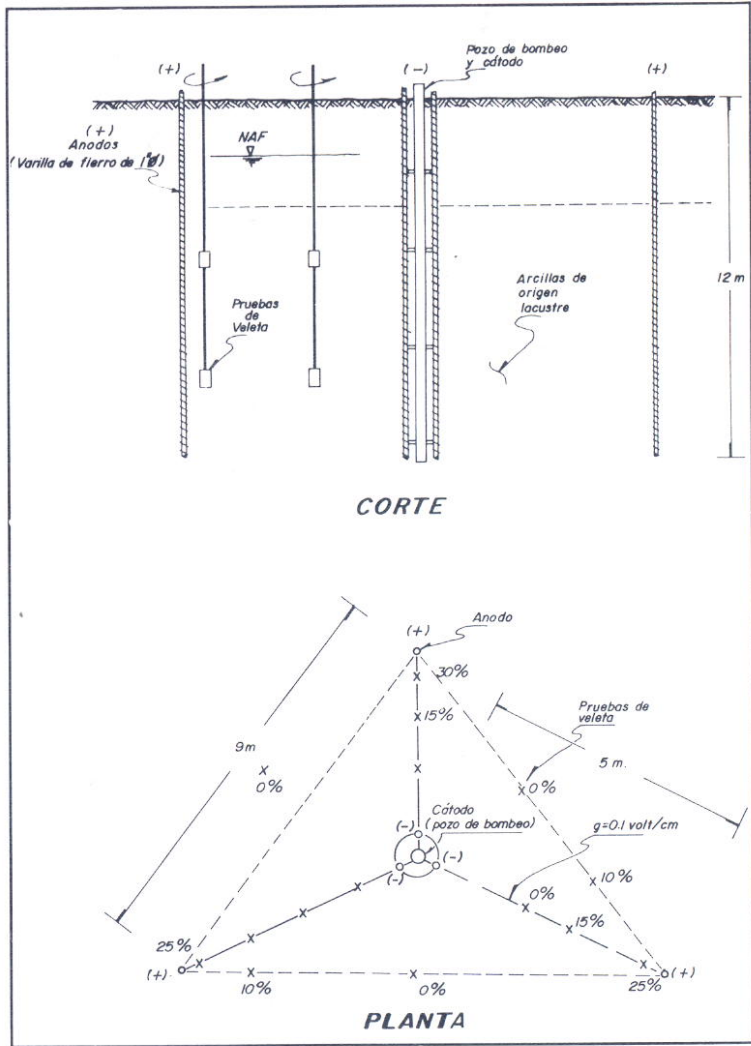 Pozo de bombeo
y cátodo
(+)
(-)
(+)
(+)
Anodos
(Varilla de fierro de 1"Ø)
NAF
12 m
Arcillas de
origen
lacustre
Pruebas
de
Veleta
CORTE
Anodo
(+)
30%
15%
Pruebas de
veleta
9m
5 m.
0%
0%
Cátodo
(pozo de bombeo)
g=0.1 volt/cm
(-)
(-)
(-)
10%
0%
15%
25%
(+)
(+)
10%
0%
25%
PLANTA